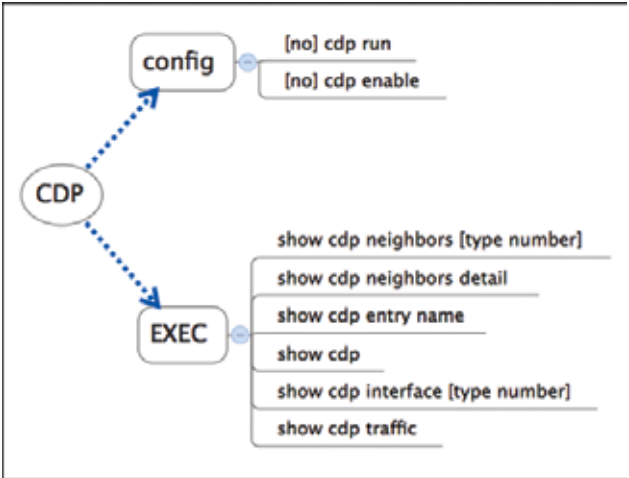 config
[no] cdp run
[no] cdp enable
CDP
show cdp neighbors [type number]
show cdp neighbors detail
show cdp entry name
EXEC
show cdp
show cdp interface [type number]
show cdp traffic